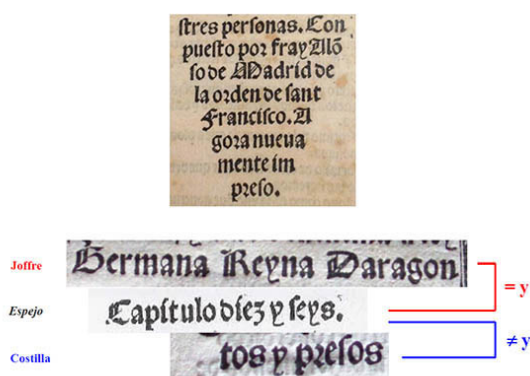 stres personas. Con
puesto por fray Alõ
so de Madrid de
la orden de sant
Francisco. A
gora nueua
mente im
preso.
Joffre
Germana Reyna Daragon
= y
Espejo
Capitulo diez y seys.
≠ y
Costilla
tos y presos